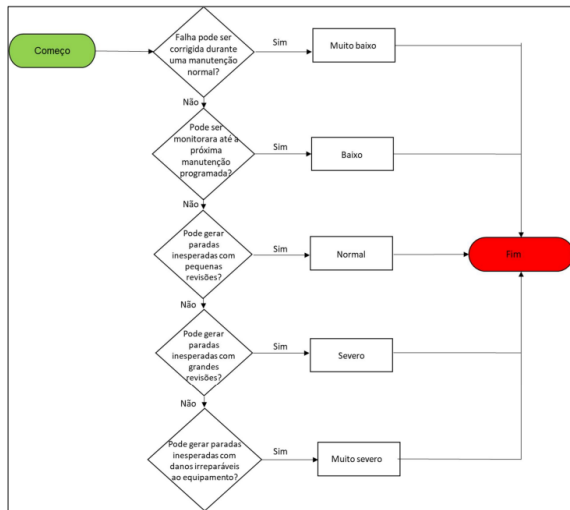 Começo
Falha pode ser
corrigida durante
uma manutenção
normal?
Sim
Muito baixo
Não
Pode ser
monitorara até a
próxima
manutenção
programada?
Sim
Baixo
Não
Pode gerar
paradas
inesperadas com
pequenas
revisões?
Sim
Normal
Fim
Não
Pode gerar
paradas
inesperadas com
grandes
revisões?
Sim
Severo
Não
Pode gerar paradas
inesperadas com
danos irreparáveis
ao equipamento?
Sim
Muito severo